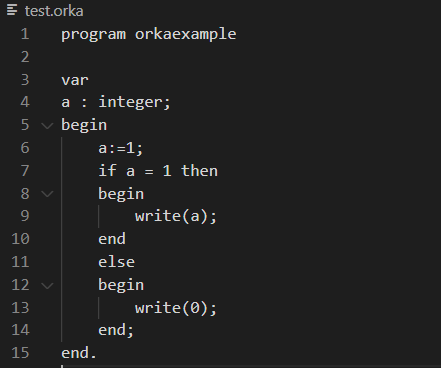 test.orka
1 program orkaexample
2
3 var
4 a : integer;
5 begin
6     a:=1;
7     if a = 1 then
8     begin
9         write(a);
10     end
11     else
12     begin
13         write(0);
14     end;
15 end.